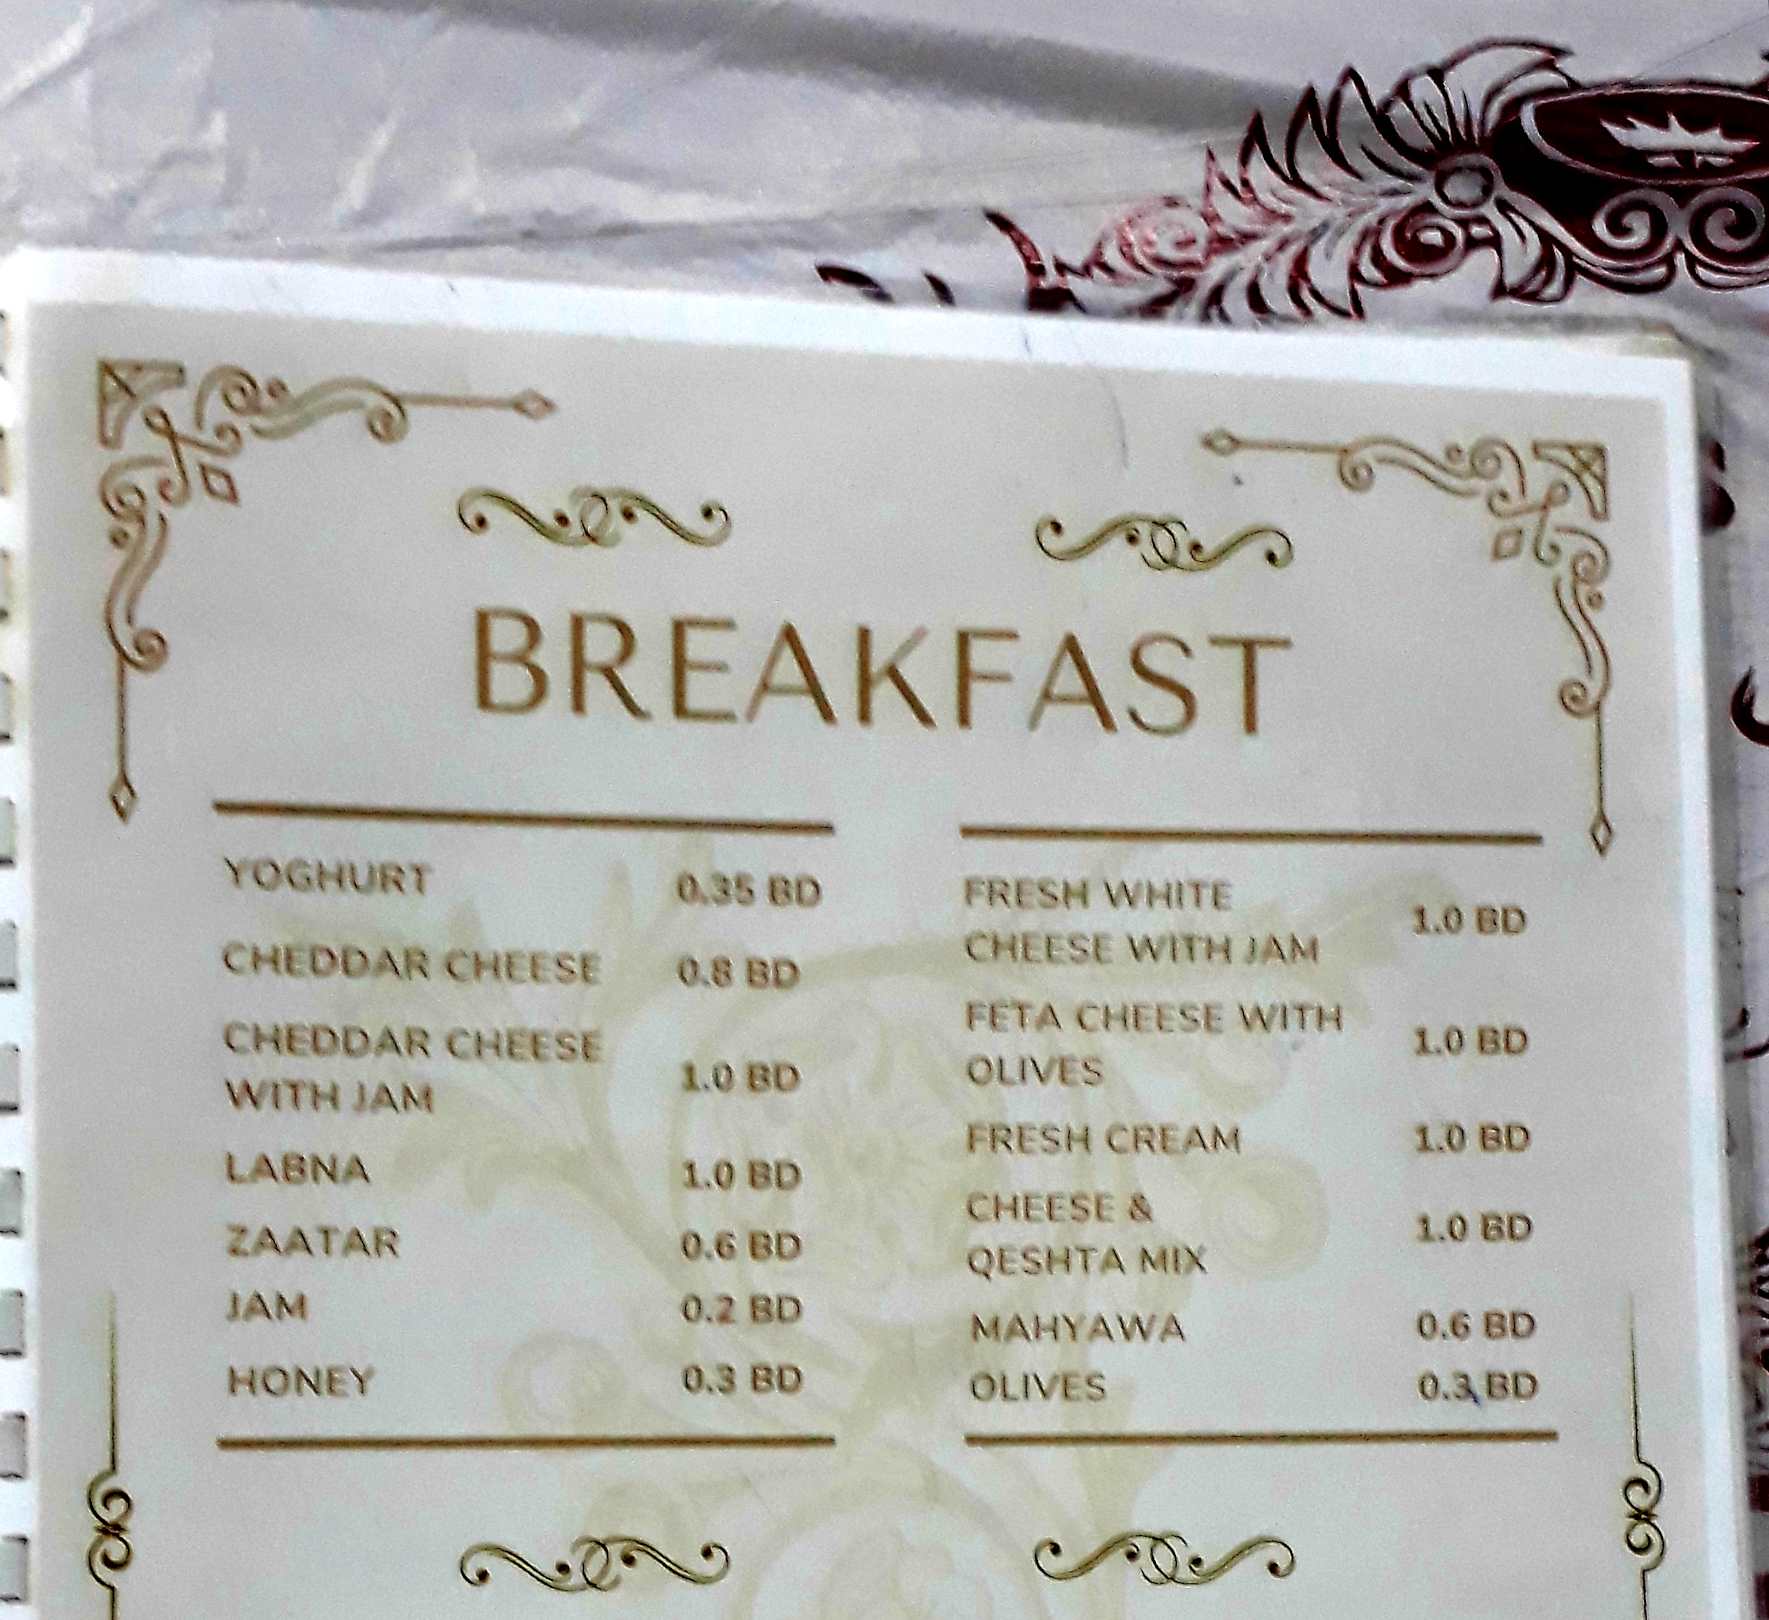 BREAKFAST
YOGHURT 0.35 BD
CHEDDAR CHEESE 0.8 BD
CHEDDAR CHEESE
WITH JAM 1.0 BD
LABNA 1.0 BD
ZAATAR 0.6 BD
JAM 0.2 BD
HONEY 0.3 BD
FRESH WHITE
CHEESE WITH JAM 1.0 BD
FETA CHEESE WITH
OLIVES 1.0 BD
FRESH CREAM 1.0 BD
CHEESE &
QESHTA MIX 1.0 BD
MAHYAWA 0.6 BD
OLIVES 0.3 BD